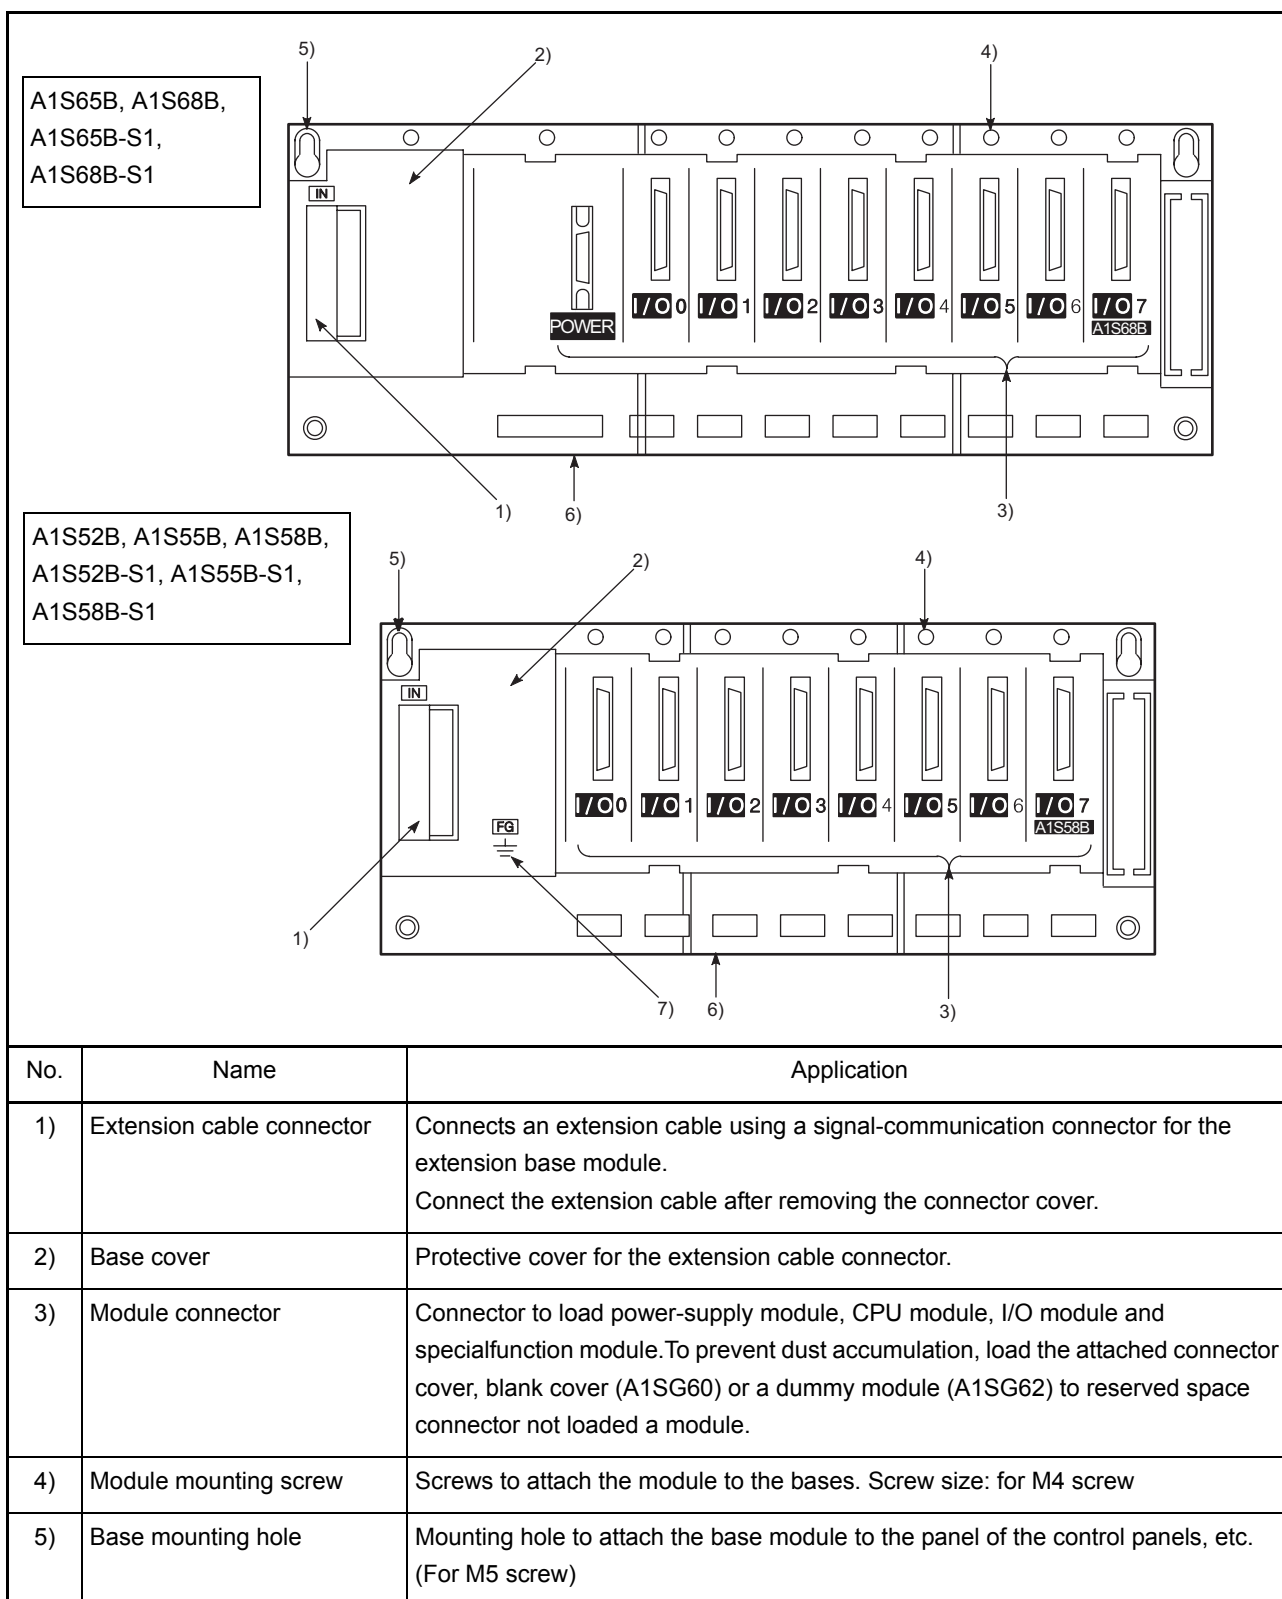 5)
2)
4)
A1S65B, A1S68B,
A1S65B-S1,
A1S68B-S1
IN
POWER
I/O 0 I/O 1 I/O 2 I/O 3 I/O 4 I/O 5 I/O 6 I/O 7
A1S68B
1)
6)
3)
A1S52B, A1S55B, A1S58B,
A1S52B-S1, A1S55B-S1,
A1S58B-S1
5)
2)
4)
IN
I/O 0 I/O 1 I/O 2 I/O 3 I/O 4 I/O 5 I/O 6 I/O 7
A1S58B
FG
1)
7)
6)
3)
No. Name Application
1) Extension cable connector Connects an extension cable using a signal-communication connector for the
extension base module.
Connect the extension cable after removing the connector cover.
2) Base cover Protective cover for the extension cable connector.
3) Module connector Connector to load power-supply module, CPU module, I/O module and
specialfunction module.To prevent dust accumulation, load the attached connector
cover, blank cover (A1SG60) or a dummy module (A1SG62) to reserved space
connector not loaded a module.
4) Module mounting screw Screws to attach the module to the bases. Screw size: for M4 screw
5) Base mounting hole Mounting hole to attach the base module to the panel of the control panels, etc.
(For M5 screw)